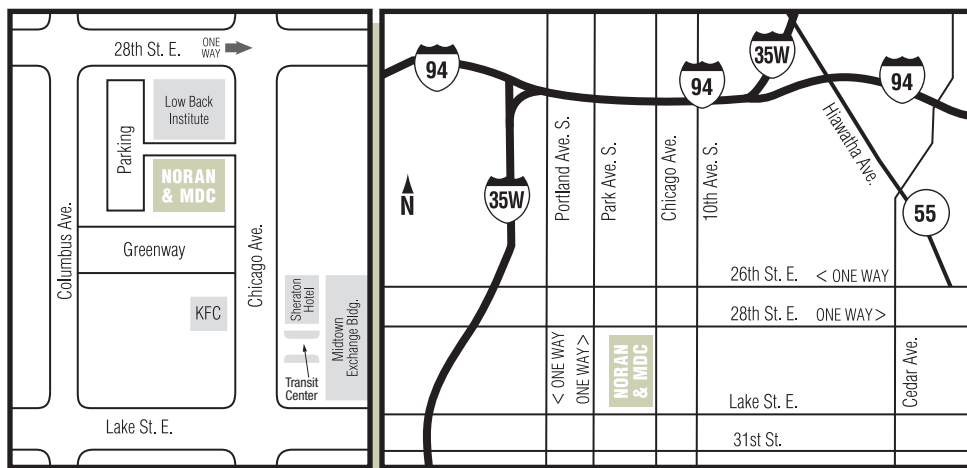 28th St. E.
ONE
WAY
Low Back
Institute
Parking
NORAN
& MDC
Columbus Ave.
Greenway
Chicago Ave.
KFC
Sheraton
Hotel
Midtown
Exchange Bldg.
Transit
Center
Lake St. E.
94
35W
94
94
Hiawatha Ave.
55
35W
N
Portland Ave. S.
Park Ave. S.
Chicago Ave.
10th Ave. S.
26th St. E. < ONE WAY
28th St. E. ONE WAY >
< ONE WAY
ONE WAY >
NORAN
& MDC
Cedar Ave.
Lake St. E.
31st St.